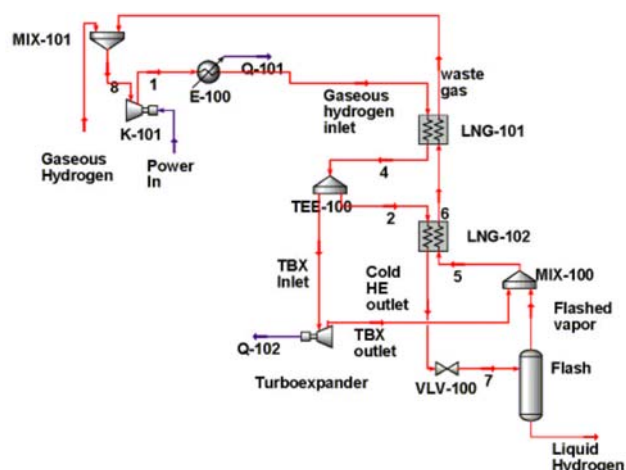 MIX-101
8
1
K-101
E-100
Q-101
Gaseous
Hydrogen
Power
In
Gaseous
hydrogen
inlet
waste
gas
LNG-101
4
TEE-100
2
6
LNG-102
TBX
Inlet
Cold
HE
outlet
5
MIX-100
Flashed
vapor
Q-102
TBX
outlet
Turboexpander
VLV-100
7
Flash
Liquid
Hydrogen